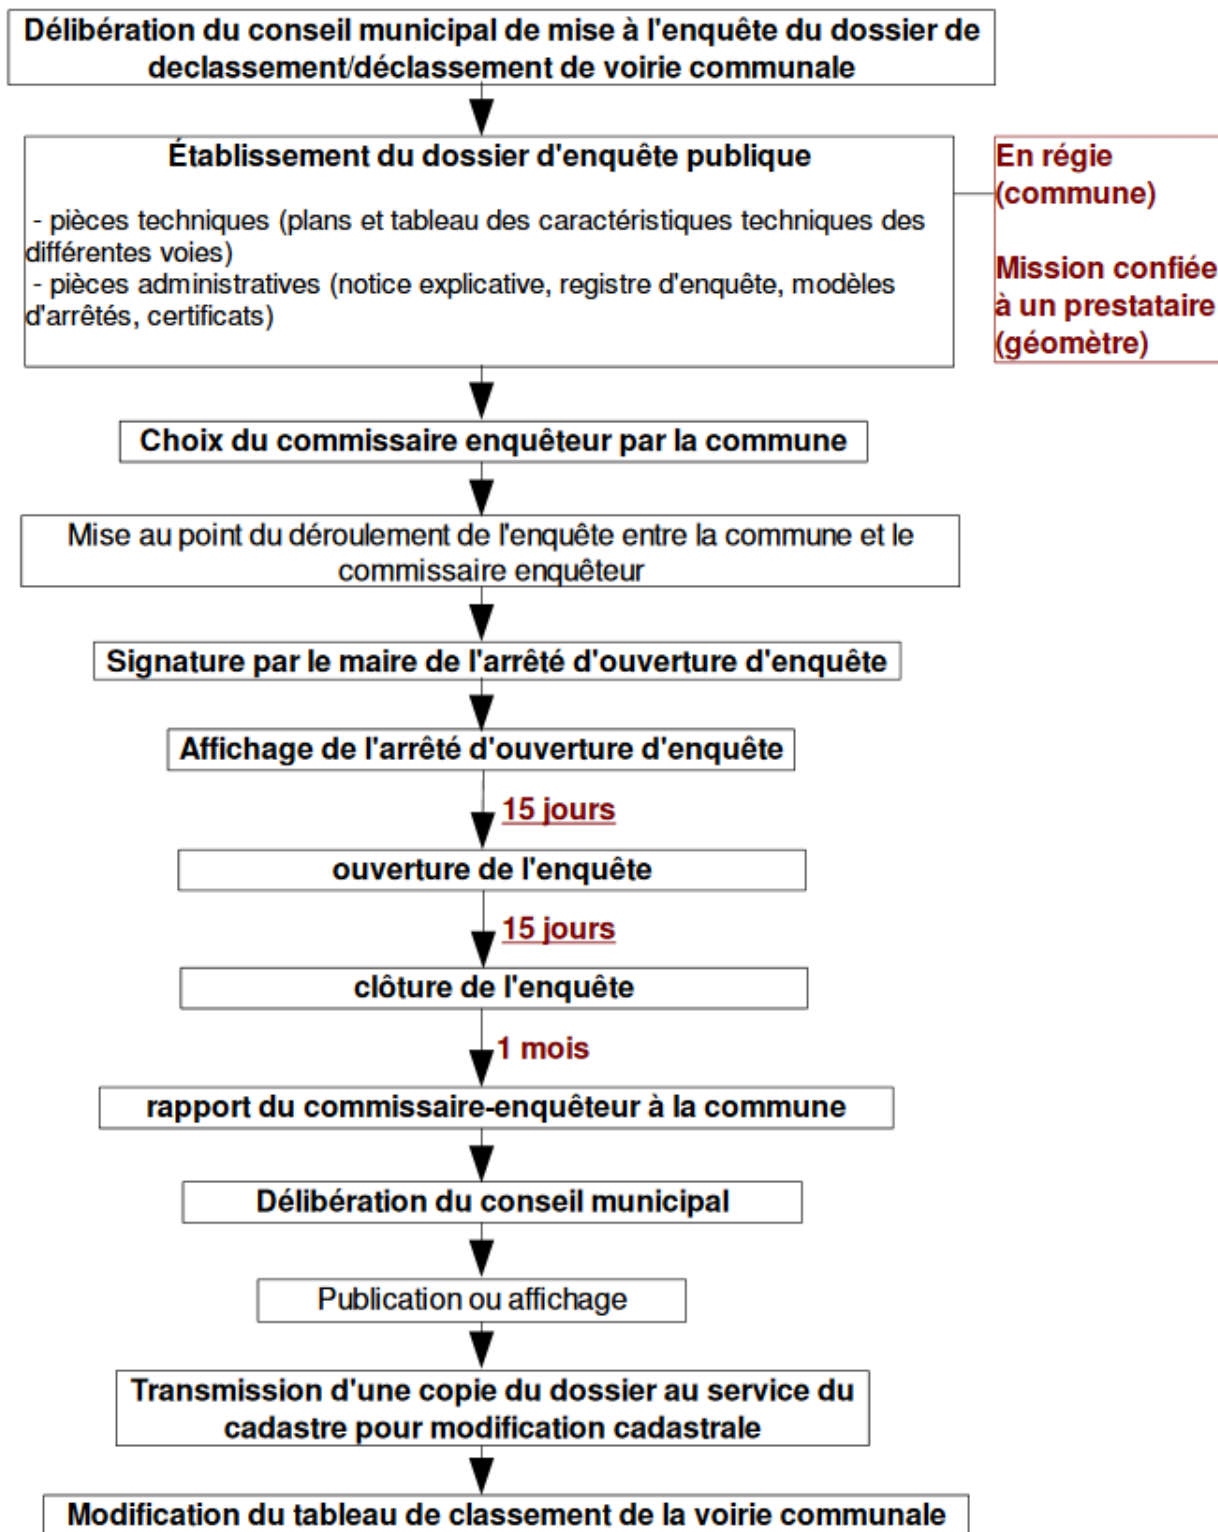 Délibération du conseil municipal de mise à l'enquête du dossier de
declassement/déclassement de voirie communale
Établissement du dossier d'enquête publique
- pièces techniques (plans et tableau des caractéristiques techniques des
différentes voies)
- pièces administratives (notice explicative, registre d'enquête, modèles
d'arrêtés, certificats)
En régie
(commune)
Mission confiée
à un prestataire
(géomètre)
Choix du commissaire enquêteur par la commune
Mise au point du déroulement de l'enquête entre la commune et le
commissaire enquêteur
Signature par le maire de l'arrêté d'ouverture d'enquête
Affichage de l'arrêté d'ouverture d'enquête
15 jours
ouverture de l'enquête
15 jours
clôture de l'enquête
1 mois
rapport du commissaire-enquêteur à la commune
Délibération du conseil municipal
Publication ou affichage
Transmission d'une copie du dossier au service du
cadastre pour modification cadastrale
Modification du tableau de classement de la voirie communale